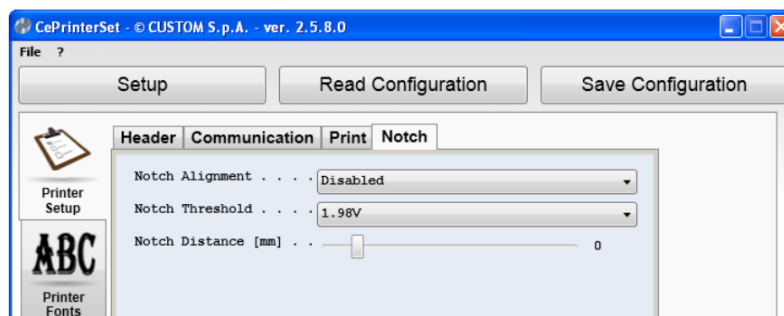 CePrinterSet - © CUSTOM S.p.A. - ver. 2.5.8.0
File ?
Setup Read Configuration Save Configuration
Header Communication Print Notch
Notch Alignment . . . . Disabled
Notch Threshold . . . . 1.98V
Notch Distance [mm] . . 0
Printer
Setup
ABC
Printer
Fonts